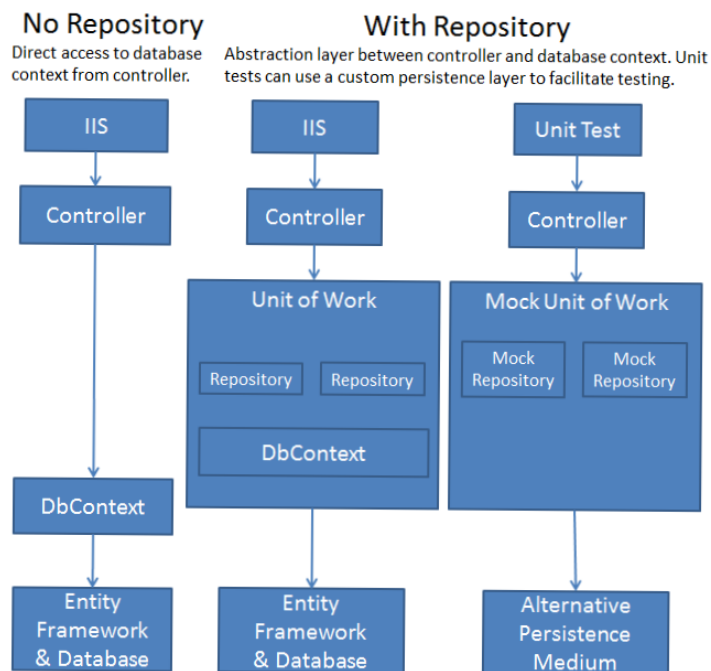 No Repository
Direct access to database
context from controller.
With Repository
Abstraction layer between controller and database context. Unit
tests can use a custom persistence layer to facilitate testing.
IIS
Controller
DbContext
Entity
Framework
& Database
IIS
Controller
Unit of Work
Repository
Repository
DbContext
Entity
Framework
& Database
Unit Test
Controller
Mock Unit of Work
Mock
Repository
Mock
Repository
Alternative
Persistence
Medium